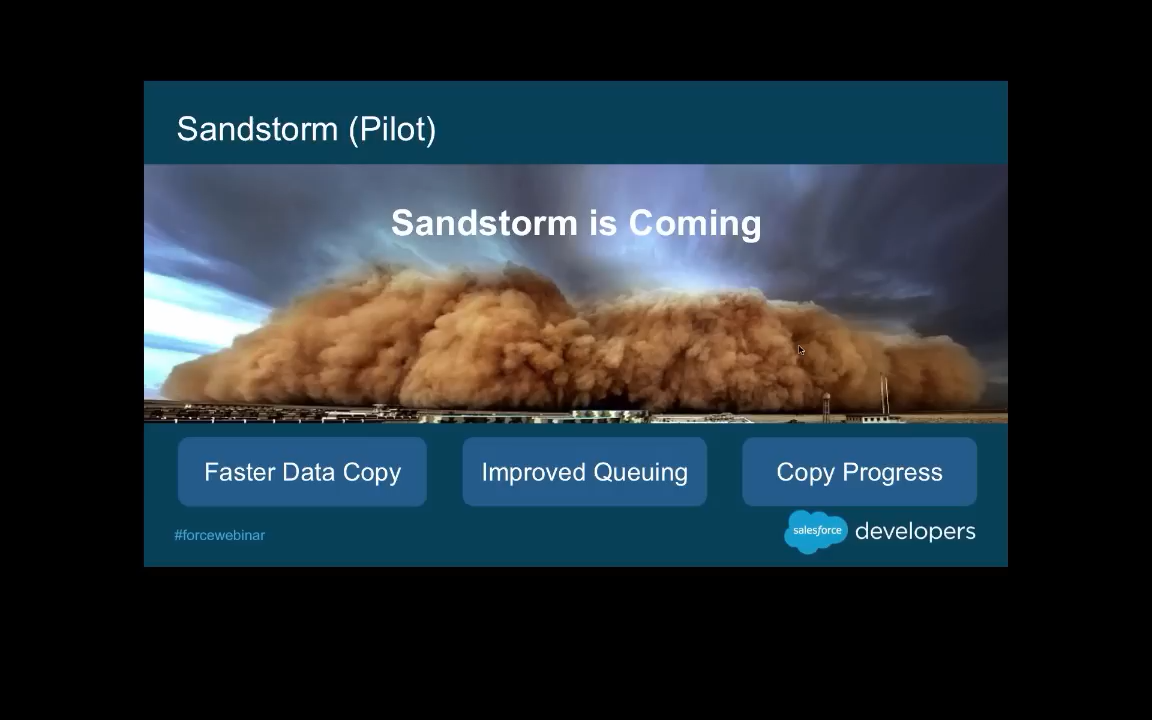 Sandstorm (Pilot)
Sandstorm is Coming
Faster Data Copy
Improved Queuing
Copy Progress
#forcewebinar
salesforce developers